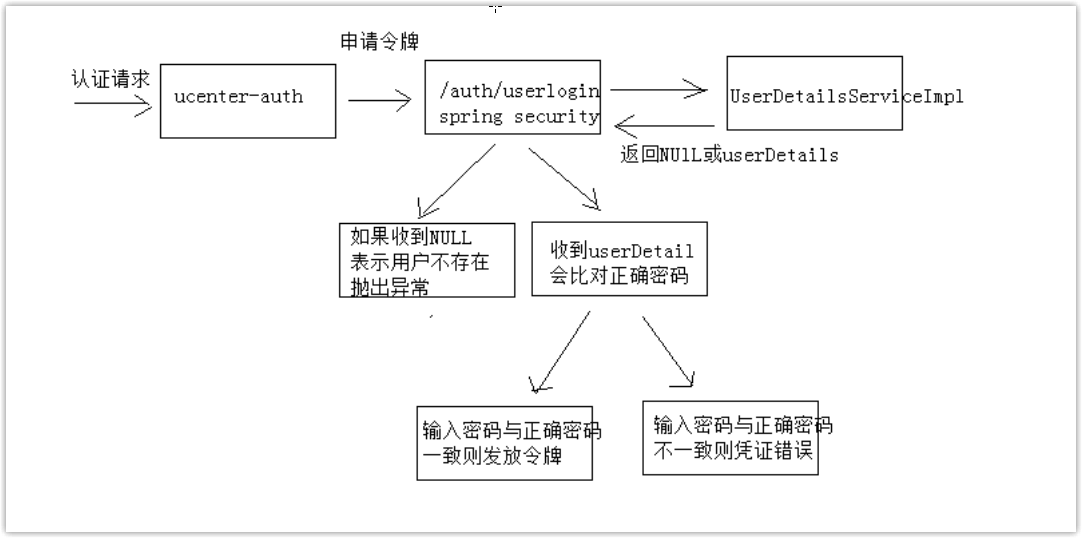 申请令牌
认证请求
ucenter-auth
/auth/userlogin
spring security
UserDetailsServiceImpl
返回NUlL或userDetails
如果收到NULL
表示用户不存在
抛出异常
收到userDetail
会比对正确密码
输入密码与正确密码
一致则发放令牌
输入密码与正确密码
不一致则凭证错误